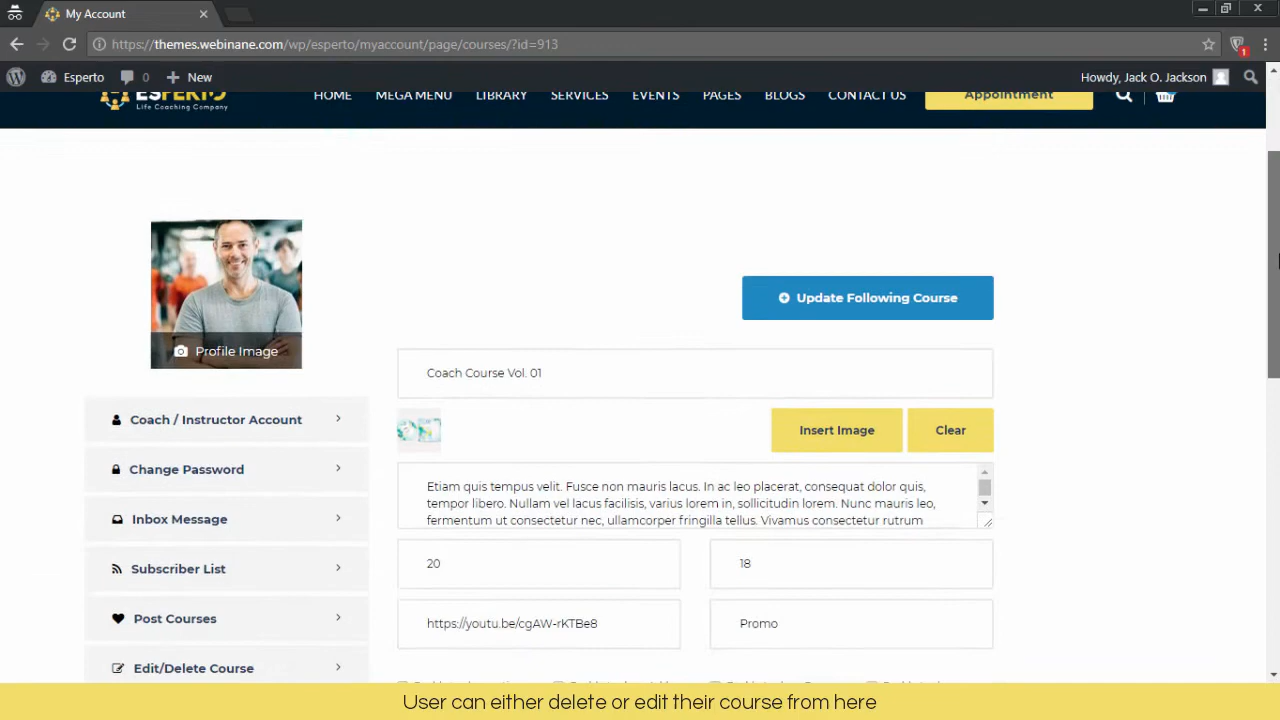 My Account
https://themes.webinane.com/wp/esperto/myaccount/page/courses/?id=913
1
Esperto 0 New Howdy, Jack O. Jackson
ESPERTO
Life Coaching Company
HOME MEGA MENU LIBRARY SERVICES EVENTS PAGES BLOGS CONTACT US Appointment
Profile Image
Update Following Course
Coach Course Vol. 01
Coach / Instructor Account
Insert Image Clear
Change Password
Etiam quis tempus velit. Fusce non mauris lacus. In ac leo placerat, consequat dolor quis,
tempor libero. Nullam vel lacus facilisis, varius lorem in, sollicitudin lorem. Nunc mauris leo,
fermentum ut consectetur nec, ullamcorper fringilla tellus. Vivamus consectetur rutrum
Inbox Message
Subscriber List
20 18
Post Courses
https://youtu.be/cgAW-rKTBe8 Promo
Edit/Delete Course
User can either delete or edit their course from here